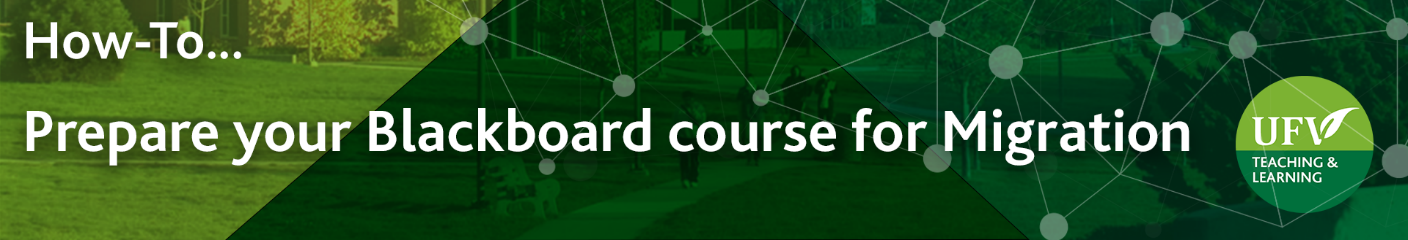 How-To...
Prepare your Blackboard course for Migration
UFV
TEACHING &
LEARNING